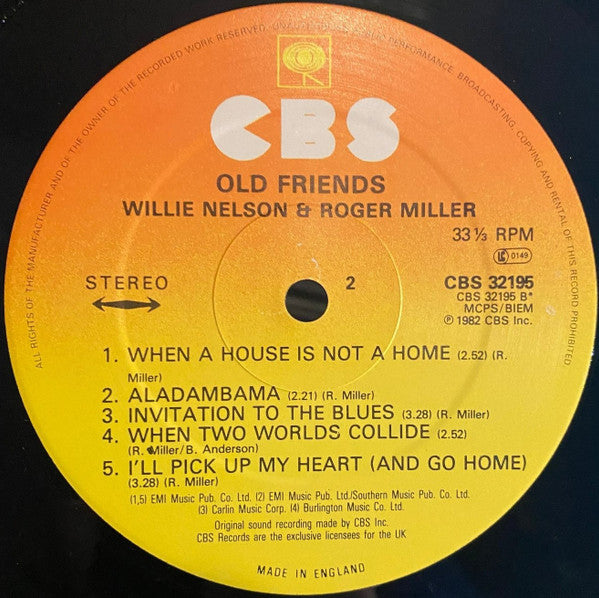 ALL RIGHTS OF THE MANUFACTURER AND OF THE OWNER OF THE RECORDED WORK RESERVED. UNAUTHORISED PUBLIC PERFORMANCE, BROADCASTING, COPYING AND RENTAL OF THIS RECORD PROHIBITED
CBS
OLD FRIENDS
WILLIE NELSON & ROGER MILLER
33 ⅓ RPM
LC 0149
STEREO
2
CBS 32195
CBS 32195 B*
MCPS/BIEM
℗ 1982 CBS Inc.
1. WHEN A HOUSE IS NOT A HOME (2.52) (R.
Miller)
2. ALADAMBAMA (2.21) (R. Miller)
3. INVITATION TO THE BLUES (3.28) (R. Miller)
4. WHEN TWO WORLDS COLLIDE (2.52)
(R. Miller/B. Anderson)
5. I'LL PICK UP MY HEART (AND GO HOME)
(3.28) (R. Miller)
(1,5) EMI Music Pub. Co. Ltd. (2) EMI Music Pub. Ltd/Southern Music Pub. Co. Ltd.
(3) Carlin Music Corp. (4) Burlington Music Co. Ltd.
Original sound recording made by CBS Inc.
CBS Records are the exclusive licensees for the UK
MADE IN ENGLAND